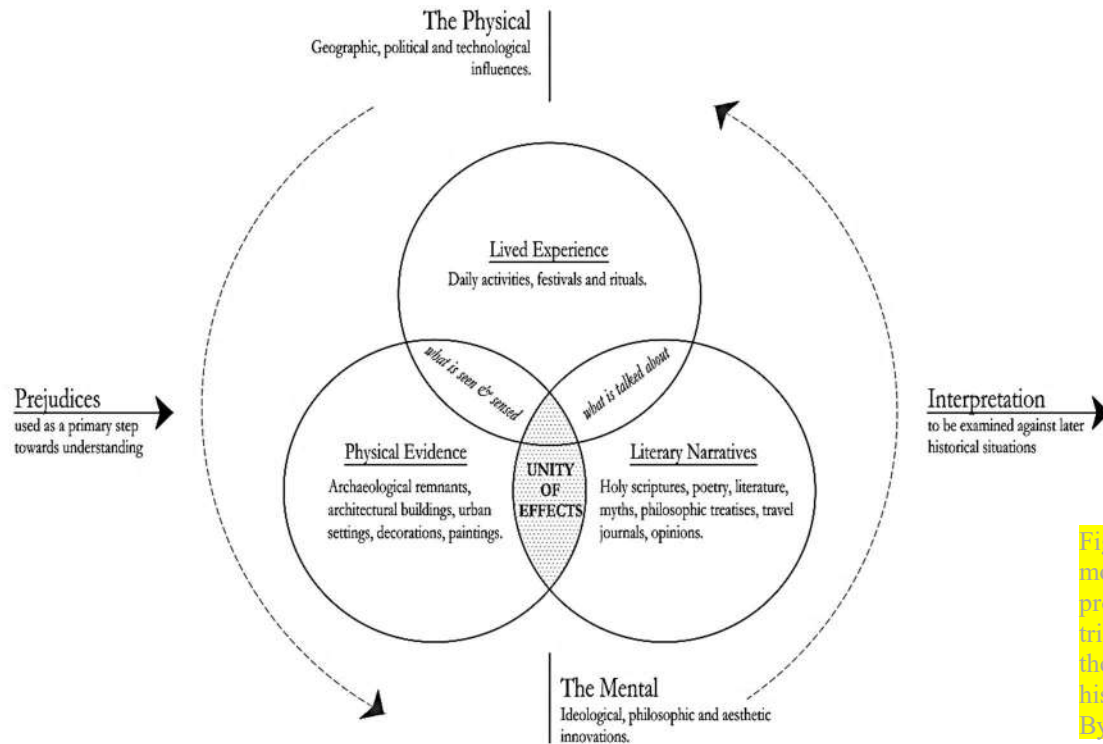 The Physical
Geographic, political and technological
influences.
Lived Experience
Daily activities, festivals and rituals.
what is seen & sensed
what is talked about
Prejudices
used as a primary step
towards understanding
Interpretation
to be examined against later
historical situations
Physical Evidence
Archaeological remnants,
architectural buildings, urban
settings, decorations, paintings.
UNITY
OF
EFFECTS
Literary Narratives
Holy scriptures, poetry, literature,
myths, philosophic treatises, travel
journals, opinions.
The Mental
Ideological, philosophic and aesthetic
innovations.
By